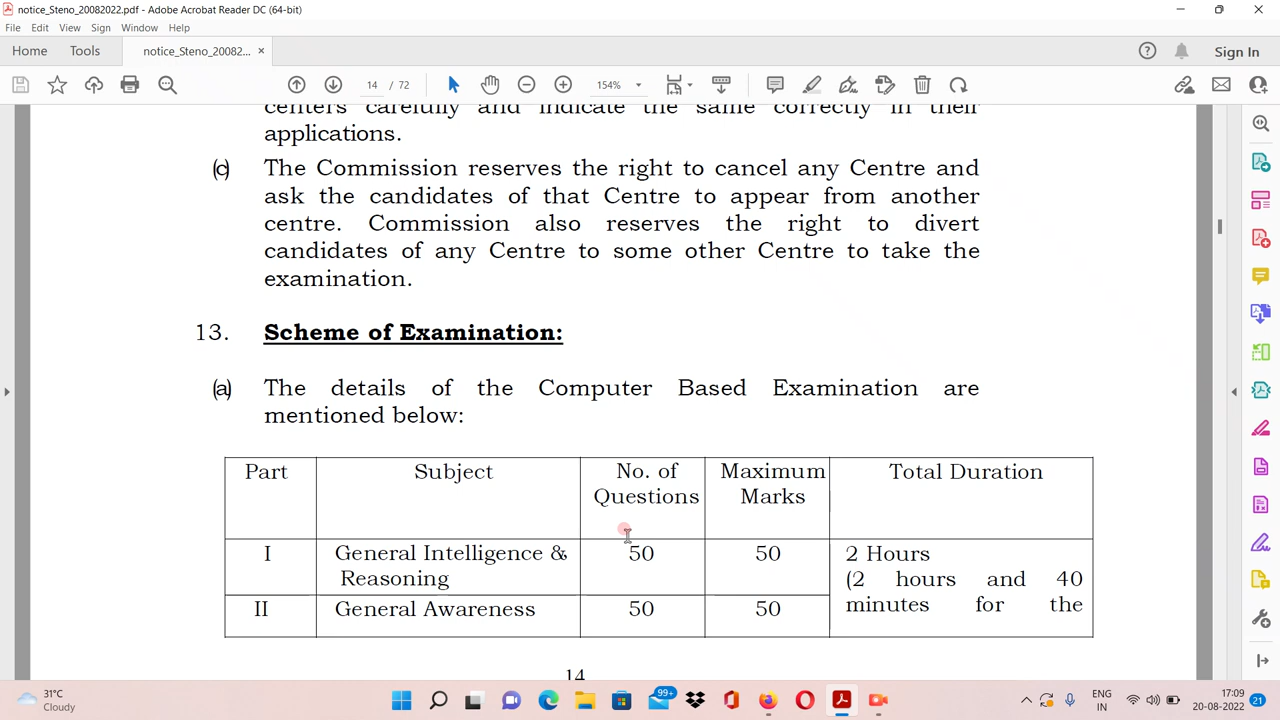 notice_Steno_20082022.pdf - Adobe Acrobat Reader DC (64-bit)
File Edit View Sign Window Help
Home Tools notice_Steno_20082... × Sign In
14 / 72 154%
centers carefully and indicate the same correctly in their
applications.
(c) The Commission reserves the right to cancel any Centre and
ask the candidates of that Centre to appear from another
centre. Commission also reserves the right to divert
candidates of any Centre to some other Centre to take the
examination.
13. Scheme of Examination:
(a) The details of the Computer Based Examination are
mentioned below:
Part Subject No. of Maximum Total Duration
Questions Marks
I General Intelligence & 50 50 2 Hours
Reasoning (2 hours and 40
II General Awareness 50 50 minutes for the
14
31°C 99+ ENG 17:09
Cloudy IN 20-08-2022 21